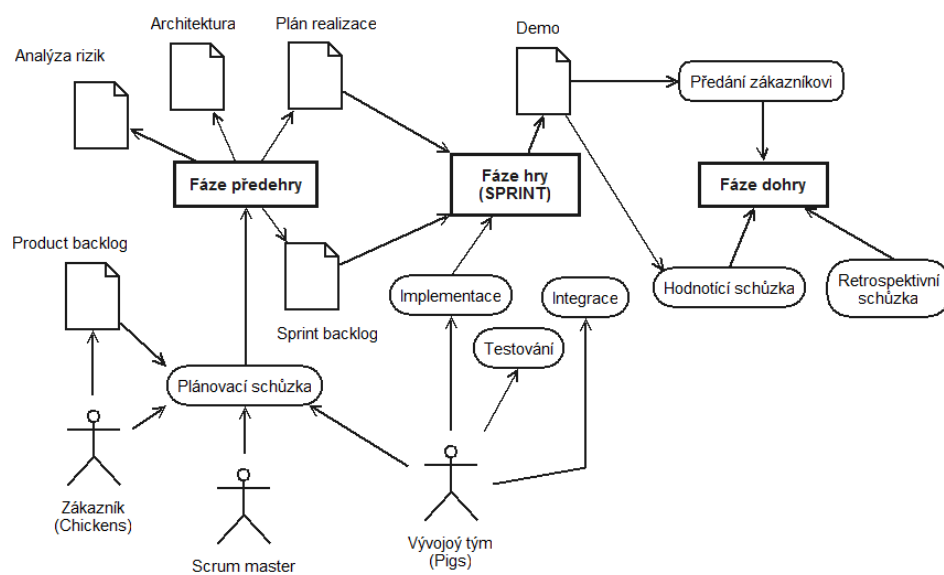 Architektura
Plán realizace
Demo
Analýza rizik
Předání zákazníkovi
Fáze předehry
Fáze hry
(SPRINT)
Fáze dohry
Product backlog
Sprint backlog
Implementace
Integrace
Hodnotící schůzka
Retrospektivní
schůzka
Testování
Plánovací schůzka
Zákazník
(Chickens)
Scrum master
Vývojoý tým
(Pigs)